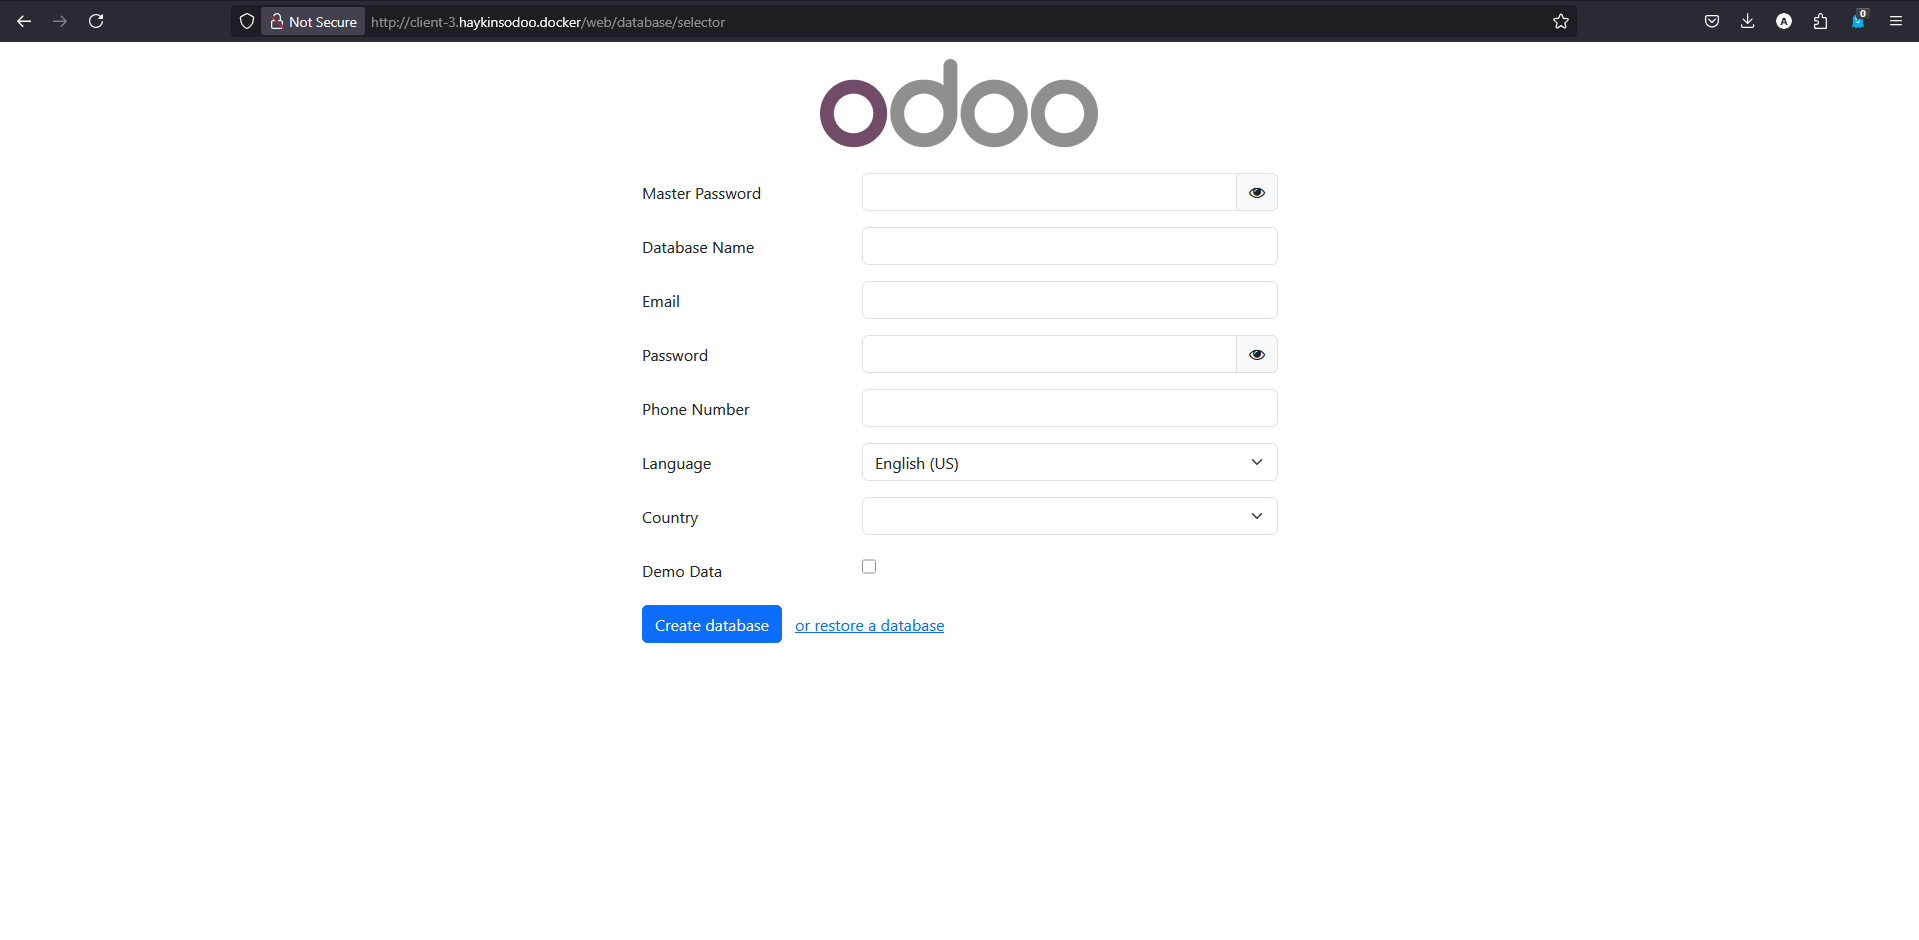 Not Secure http://client-3.haykinsodoo.docker/web/database/selector A 0
odoo
Master Password
Database Name
Email
Password
Phone Number
Language English (US)
Country
Demo Data
Create database or restore a database